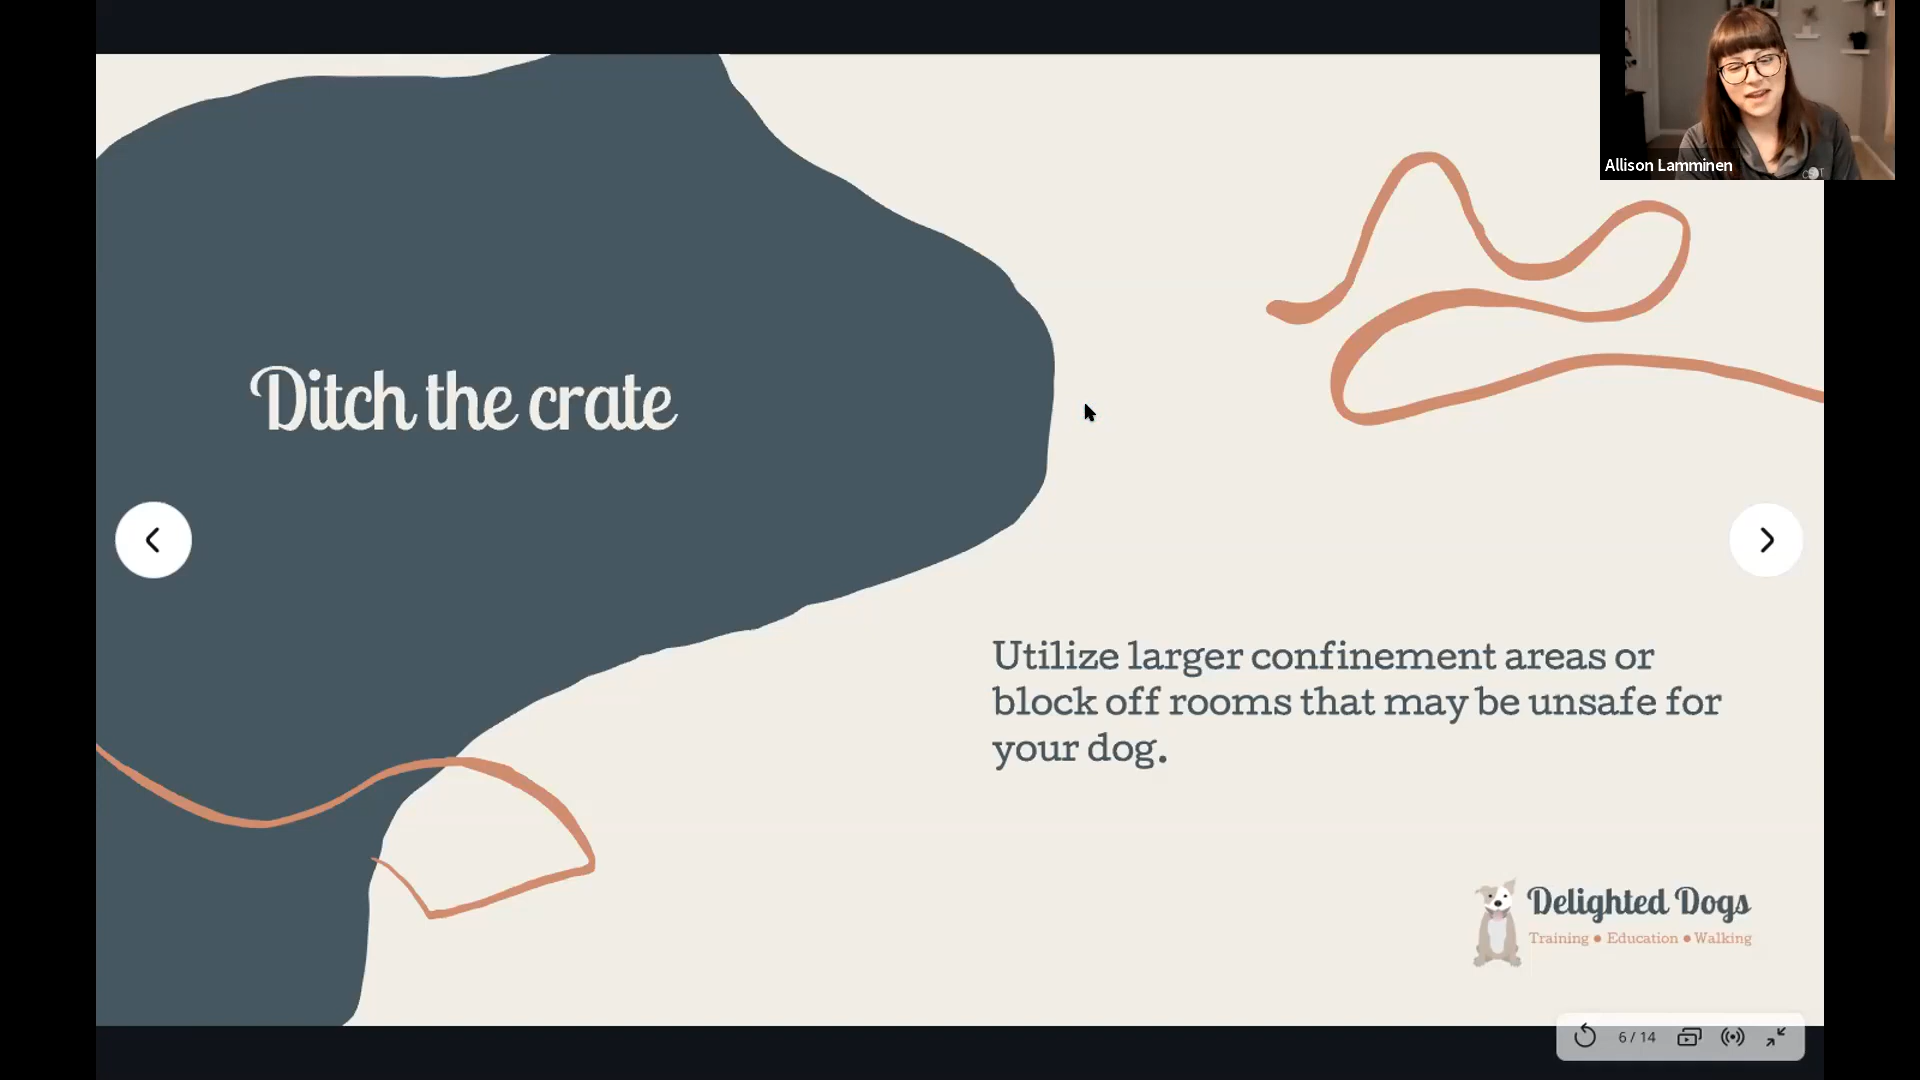 Allison Lamminen
Ditch the crate
Utilize larger confinement areas or
block off rooms that may be unsafe for
your dog.
Delighted Dogs
Training • Education • Walking
6 / 14